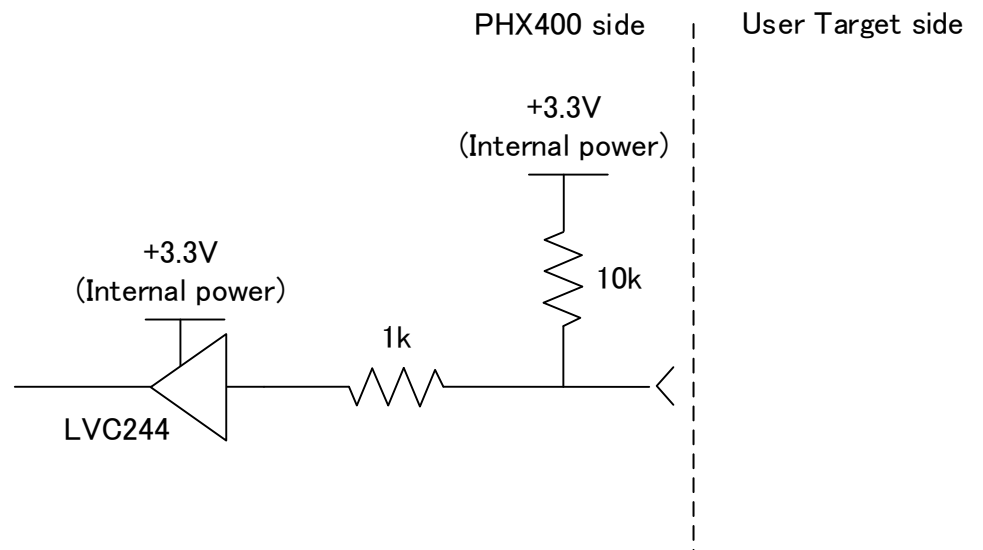 PHX400 side
User Target side
+3.3V
(Internal power)
10k
+3.3V
(Internal power)
1k
LVC244